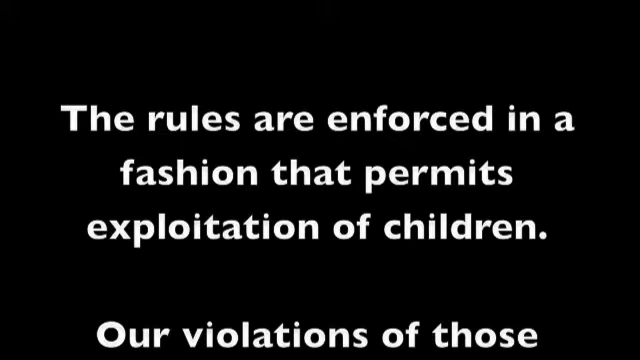 The rules are enforced in a
fashion that permits
exploitation of children.
Our violations of those